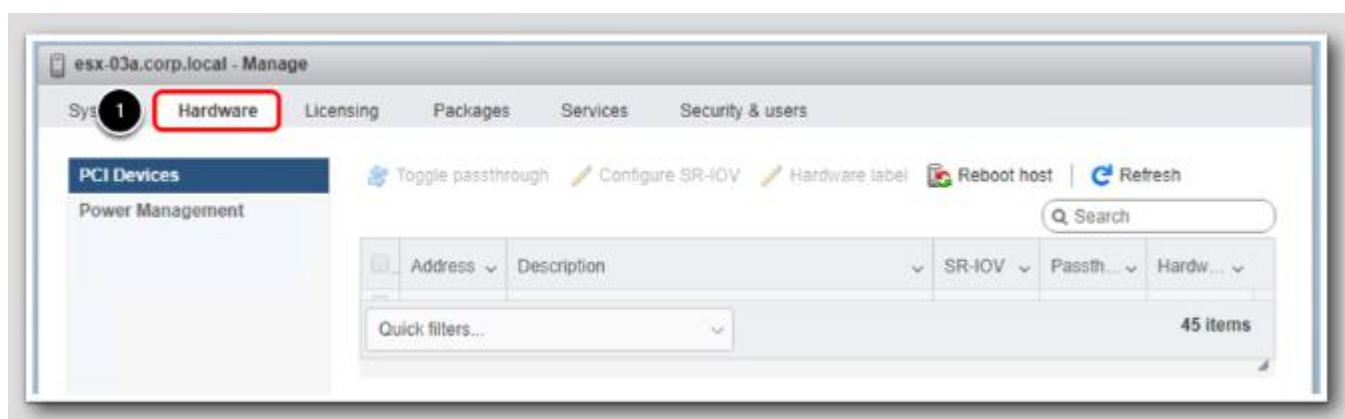 esx-03a.corp.local - Manage
1 Hardware Licensing Packages Services Security & users
PCI Devices
Power Management
Toggle passthrough Configure SR-IOV Hardware label Reboot host | Refresh
Search
Address Description SR-IOV Passth... Hardw...
Quick filters... 45 items